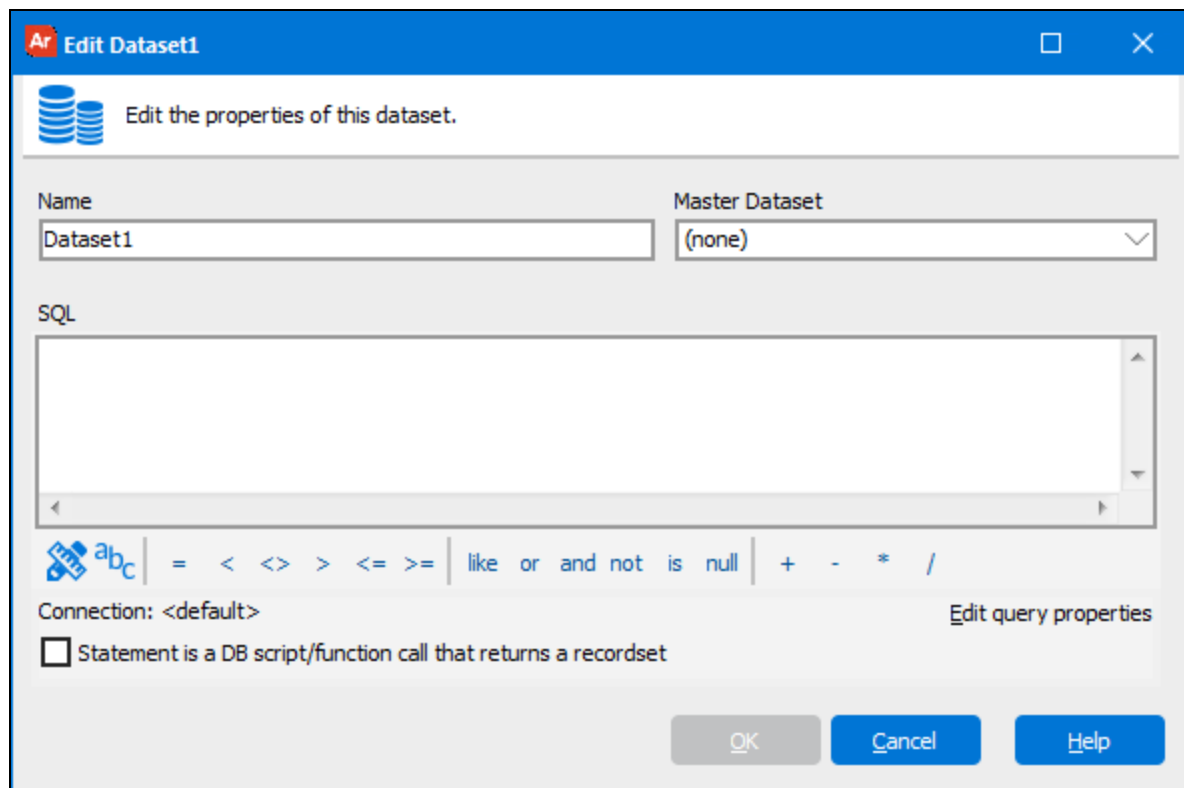 Ar Edit Dataset1
Edit the properties of this dataset.
Name Master Dataset
Dataset1 (none)
SQL
abc = < <> > <= >= like or and not is null + - * /
Connection: <default> Edit query properties
Statement is a DB script/function call that returns a recordset
OK Cancel Help